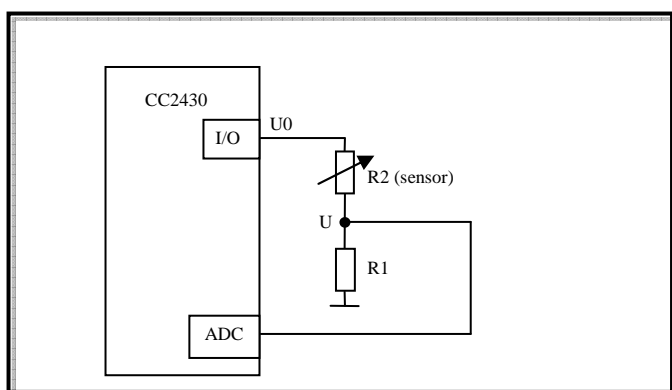 CC2430
I/O
U0
R2 (sensor)
U
R1
ADC